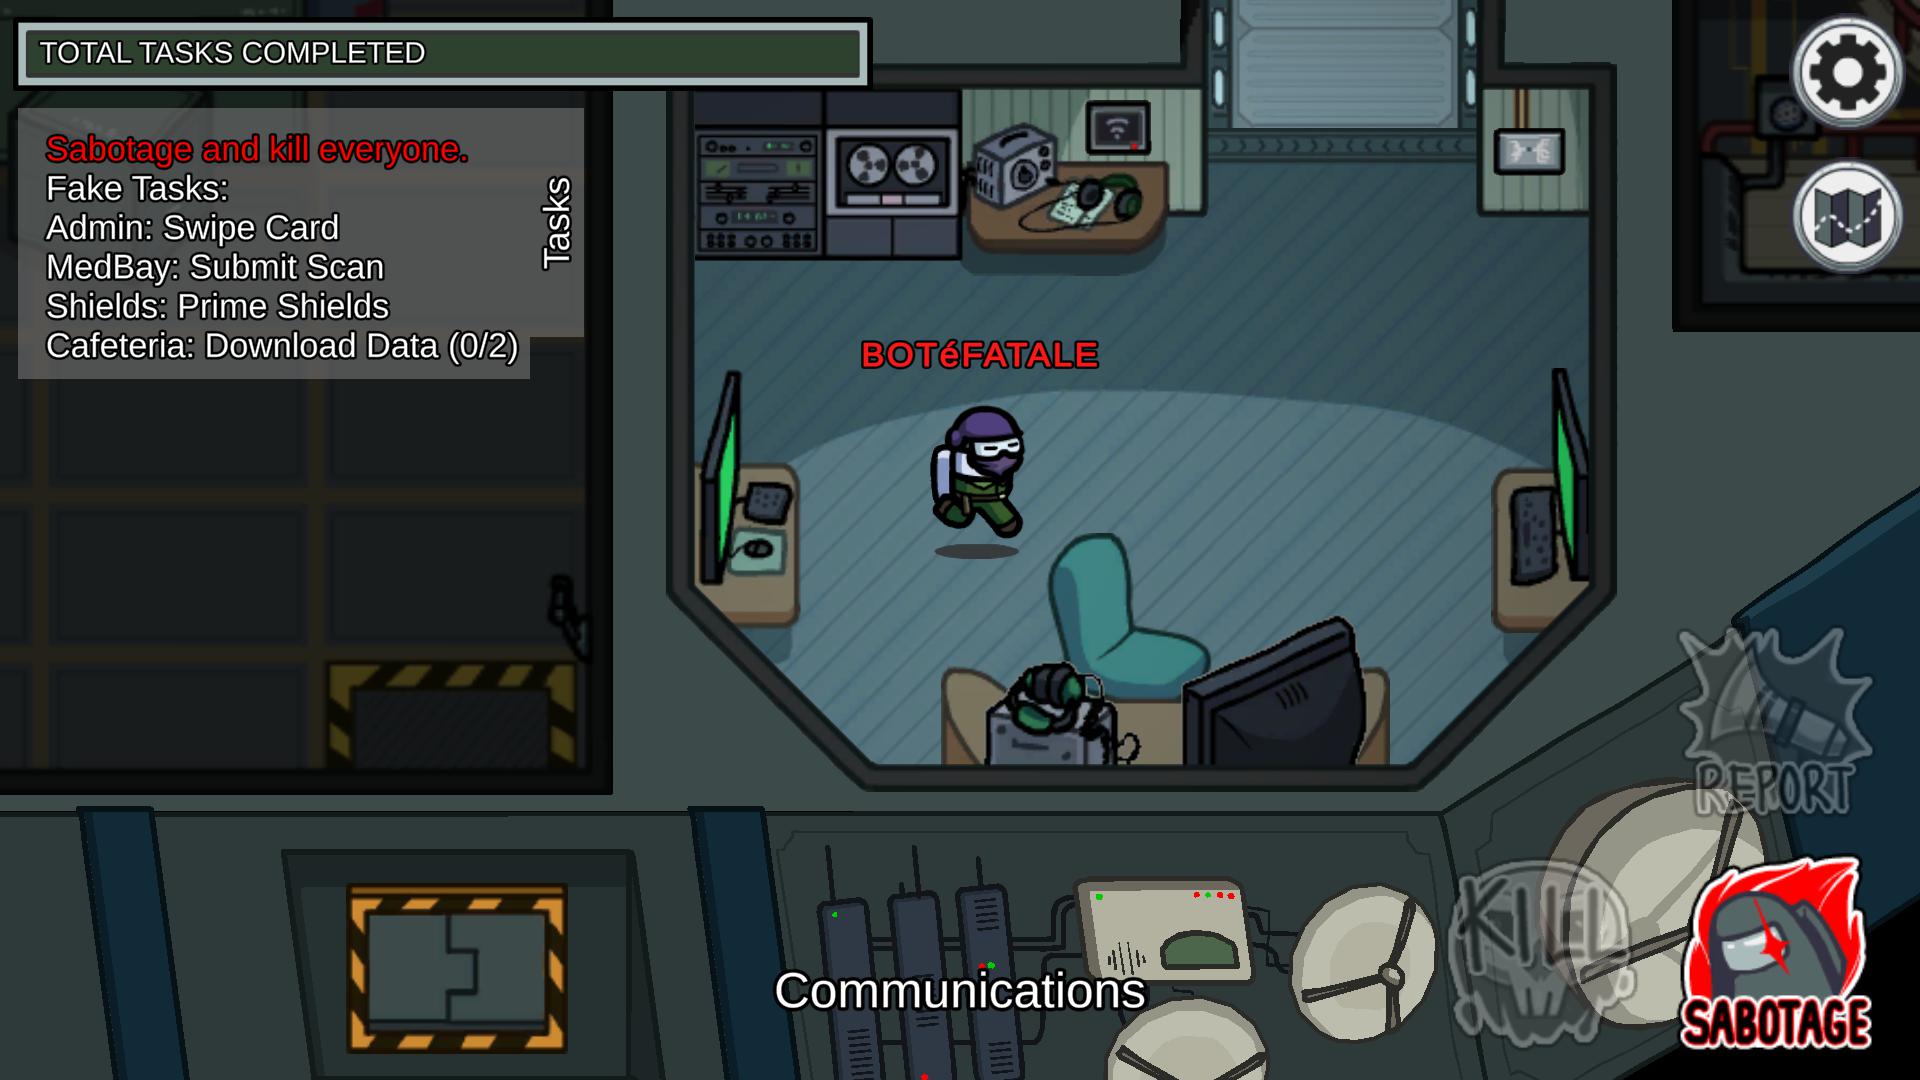 TOTAL TASKS COMPLETED
Sabotage and kill everyone.
Fake Tasks:
Admin: Swipe Card
MedBay: Submit Scan
Shields: Prime Shields
Cafeteria: Download Data (0/2)
Tasks
BOTéFATALE
REPORT
KILL
SABOTAGE
Communications